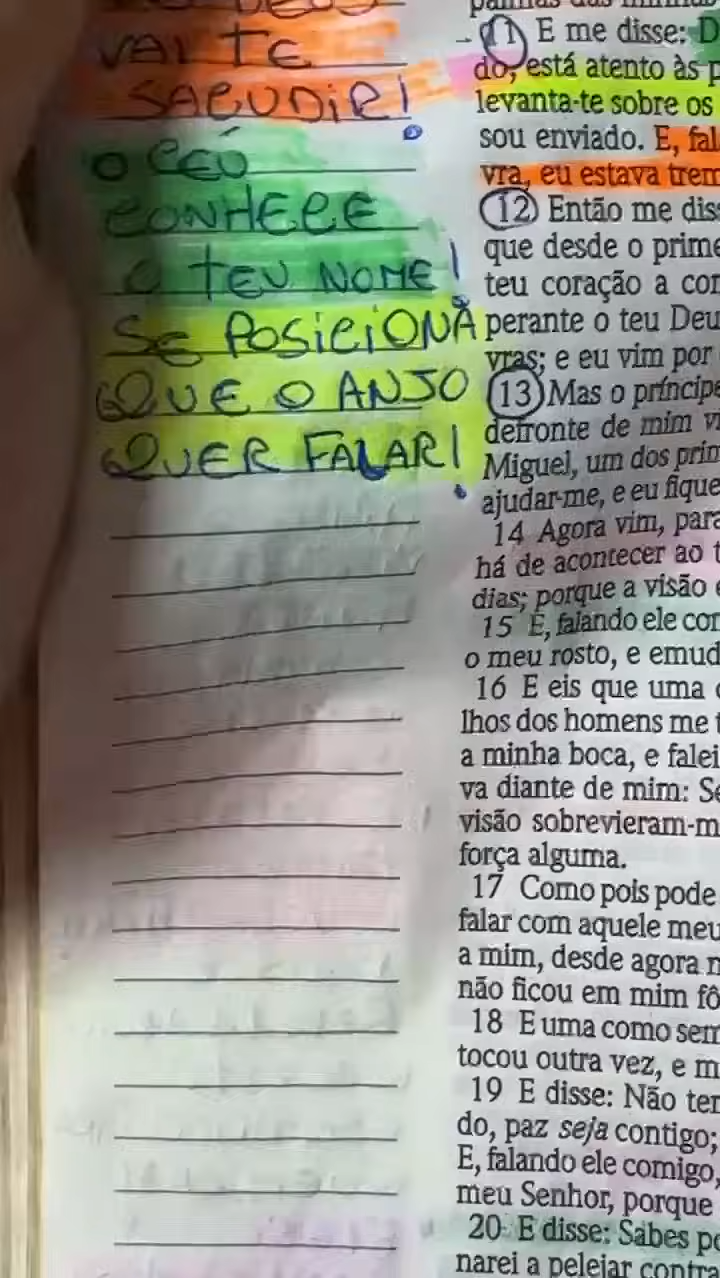 DEUS
VAI TE
SACUDIR!
O CÉU
CONHECE
O TEU NOME!
SE POSICIONA
QUE O ANJO
QUER FALAR!
palmas das
11 E me disse: D
do, está atento às p
levanta-te sobre os
sou enviado. E, fal
vra, eu estava trem
12 Então me dis
que desde o prime
teu coração a cor
perante o teu Deu
vras; e eu vim por
13 Mas o príncipe
defronte de mim vi
Miguel, um dos prin
ajudar-me, e eu fique
14 Agora vim, para
há de acontecer ao t
dias; porque a visão é
15 E, falando ele cor
o meu rosto, e emud
16 E eis que uma
lhos dos homens me t
a minha boca, e falei
va diante de mim: Se
visão sobrevieram-m
força alguma.
17 Como pois pode
falar com aquele meu
a mim, desde agora n
não ficou em mim fô
18 E uma como sem
tocou outra vez, e m
19 E disse: Não ter
do, paz seja contigo;
E, falando ele comigo,
meu Senhor, porque
20 E disse: Sabes po
narei a pelejar contra